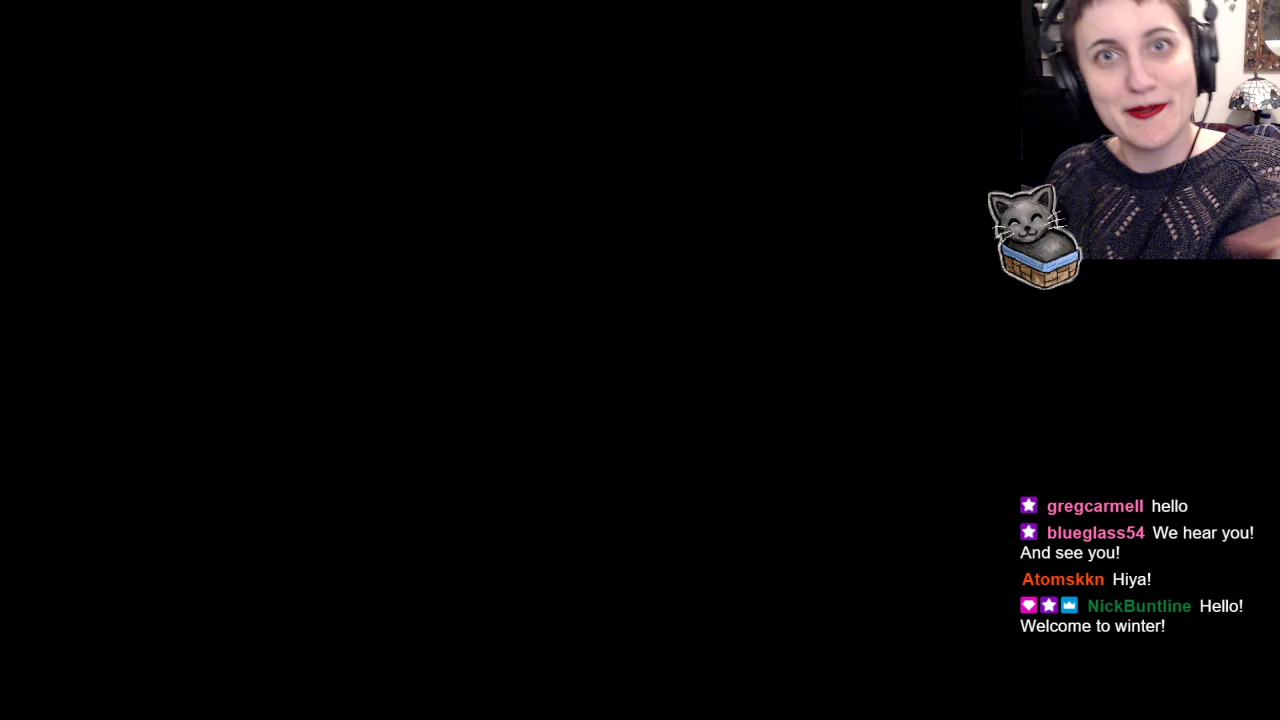 gregcarmell hello
blueglass54 We hear you!
And see you!
Atomskkn Hiya!
NickBuntline Hello!
Welcome to winter!